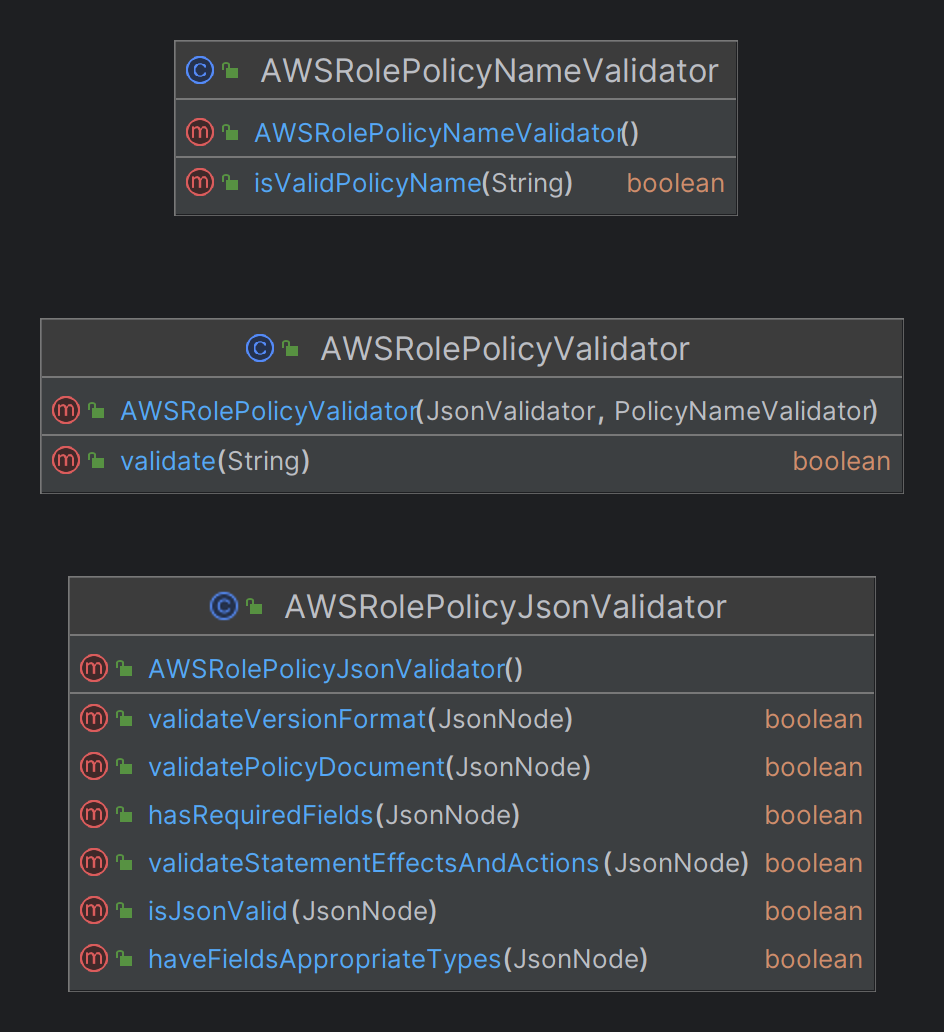 AWSRolePolicyNameValidator
AWSRolePolicyNameValidator()
isValidPolicyName(String) boolean
AWSRolePolicyValidator
AWSRolePolicyValidator(JsonValidator, PolicyNameValidator)
validate(String) boolean
AWSRolePolicyJsonValidator
AWSRolePolicyJsonValidator()
validateVersionFormat(JsonNode) boolean
validatePolicyDocument(JsonNode) boolean
hasRequiredFields(JsonNode) boolean
validateStatementEffectsAndActions(JsonNode) boolean
isJsonValid(JsonNode) boolean
haveFieldsAppropriateTypes(JsonNode) boolean